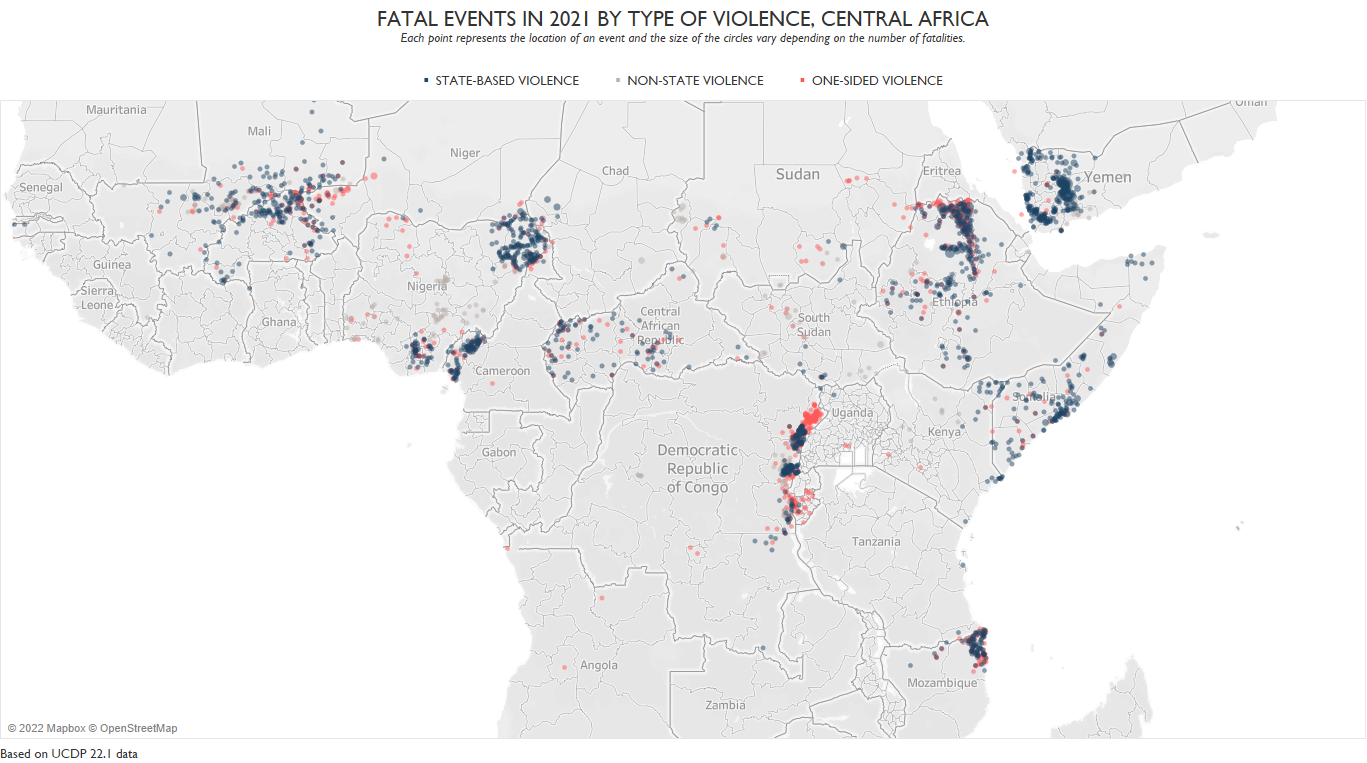 FATAL EVENTS IN 2021 BY TYPE OF VIOLENCE, CENTRAL AFRICA
Each point represents the location of an event and the size of the circles vary depending on the number of fatalities.
STATE-BASED VIOLENCE NON-STATE VIOLENCE ONE-SIDED VIOLENCE
Oman
Mauritania
Mali
Niger
Chad
Sudan
Eritrea
Yemen
Senegal
Guinea
Sierra
Leone
Ghana
Nigeria
Ethiopia
Central
African
Republic
South
Sudan
Cameroon
Somalia
Uganda
Kenya
Gabon
Democratic
Republic
of Congo
Tanzania
Angola
Zambia
Mozambique
© 2022 Mapbox © OpenStreetMap
Based on UCDP 22.1 data